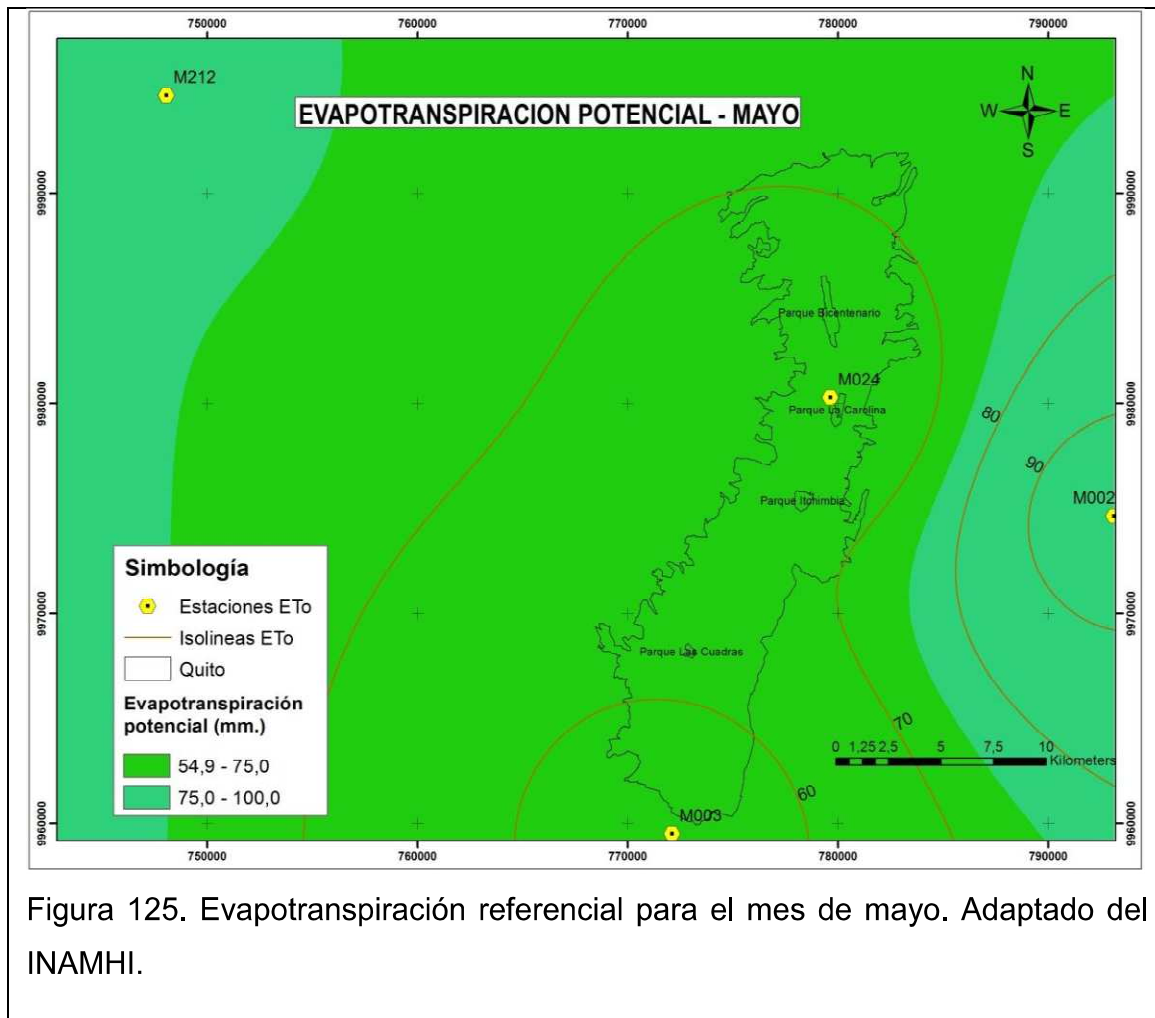 750000 760000 770000 780000 790000
M212
EVAPOTRANSPIRACION POTENCIAL - MAYO
N
W E
S
9990000 9990000
Parque Bicentenario
M024
9980000 9980000
Parque La Carolina
80
90
Parque Itchimbia
M002
Simbología
Estaciones ETo
Isolineas ETo
Quito
Evapotranspiración
potencial (mm.)
54,9 - 75,0
75,0 - 100,0
9970000 9970000
Parque Las Cuadras
70
0 1,25 2,5 5 7,5 10
Kilometers
60
M003
9960000 9960000
750000 760000 770000 780000 790000
Figura 125. Evapotranspiración referencial para el mes de mayo. Adaptado del
INAMHI.